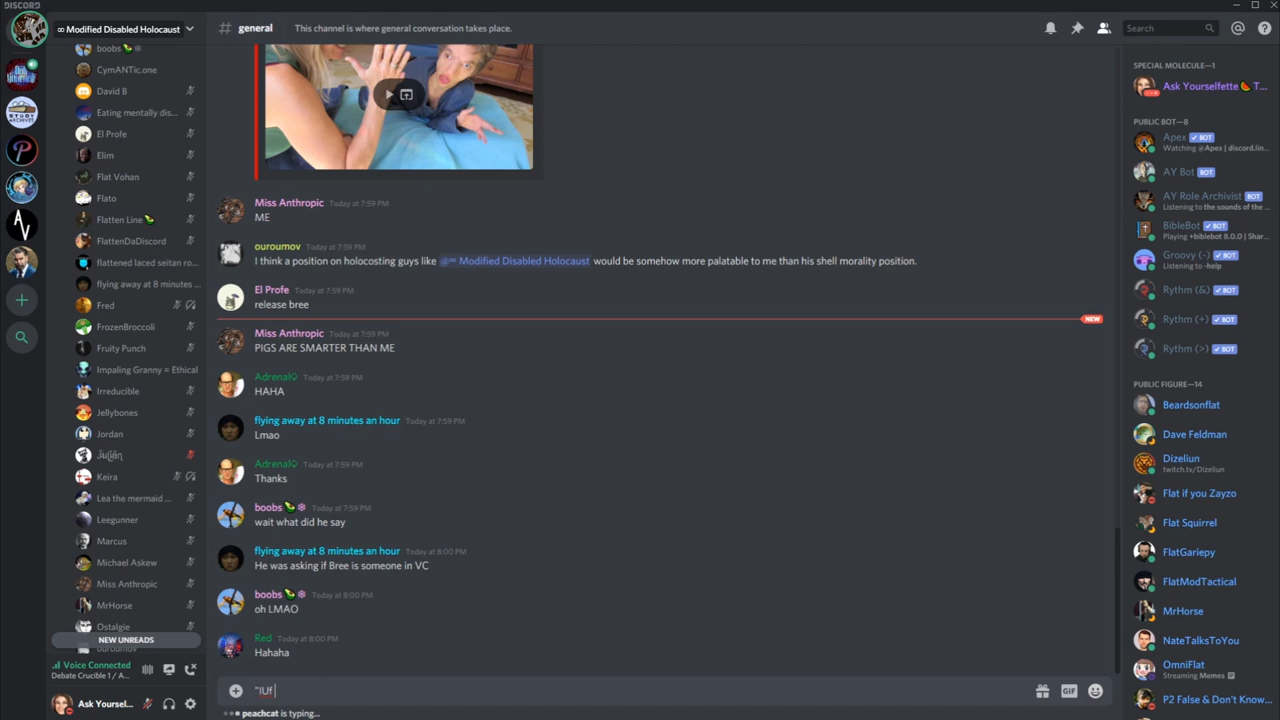 DISCORD
∞ Modified Disabled Holocaust
# general
This channel is where general conversation takes place.
Search
boobs
CymANTic.one
David B
Eating mentally dis...
El Profe
Elim
Flat Vohan
Flato
Flatten Line
FlattenDaDiscord
flattened laced seitan ro...
flying away at 8 minutes ...
Fred
FrozenBroccoli
Fruity Punch
Impaling Granny = Ethical
Irreducible
Jellybones
Jordan
Keira
Lea the mermaid ...
Leegunner
Marcus
Michael Askew
Miss Anthropic
MrHorse
Ostalgie
NEW UNREADS
ouroumov
Voice Connected
Debate Crucible 1 / A...
Ask Yoursel...
Miss Anthropic Today at 7:59 PM
ME
ouroumov Today at 7:59 PM
I think a position on holocosting guys like @∞ Modified Disabled Holocaust would be somehow more palatable to me than his shell morality position.
El Profe Today at 7:59 PM
release bree
NEW
Miss Anthropic Today at 7:59 PM
PIGS ARE SMARTER THAN ME
Adrenal Today at 7:59 PM
HAHA
flying away at 8 minutes an hour Today at 7:59 PM
Lmao
Adrenal Today at 7:59 PM
Thanks
boobs Today at 7:59 PM
wait what did he say
flying away at 8 minutes an hour Today at 8:00 PM
He was asking if Bree is someone in VC
boobs Today at 8:00 PM
oh LMAO
Red Today at 8:00 PM
Hahaha
"IUf
GIF
peachcat is typing...
SPECIAL MOLECULE—1
Ask Yourselfette 🍉 T...
PUBLIC BOT—8
Apex BOT
Watching @Apex | discord.lin...
AY Bot BOT
AY Role Archivist BOT
Listening to the sounds of the ...
BibleBot BOT
Playing +biblebot 8.0.0 | Shar...
Groovy (-) BOT
Listening to -help
Rythm (&) BOT
Rythm (+) BOT
Rythm (>) BOT
PUBLIC FIGURE—14
Beardsonflat
Dave Feldman
Dizeliun
twitch.tv/Dizeliun
Flat if you Zayzo
Flat Squirrel
FlatGariepy
FlatModTactical
MrHorse
NateTalksToYou
OmniFlat
Streaming Memes
P2 False & Don't Know...